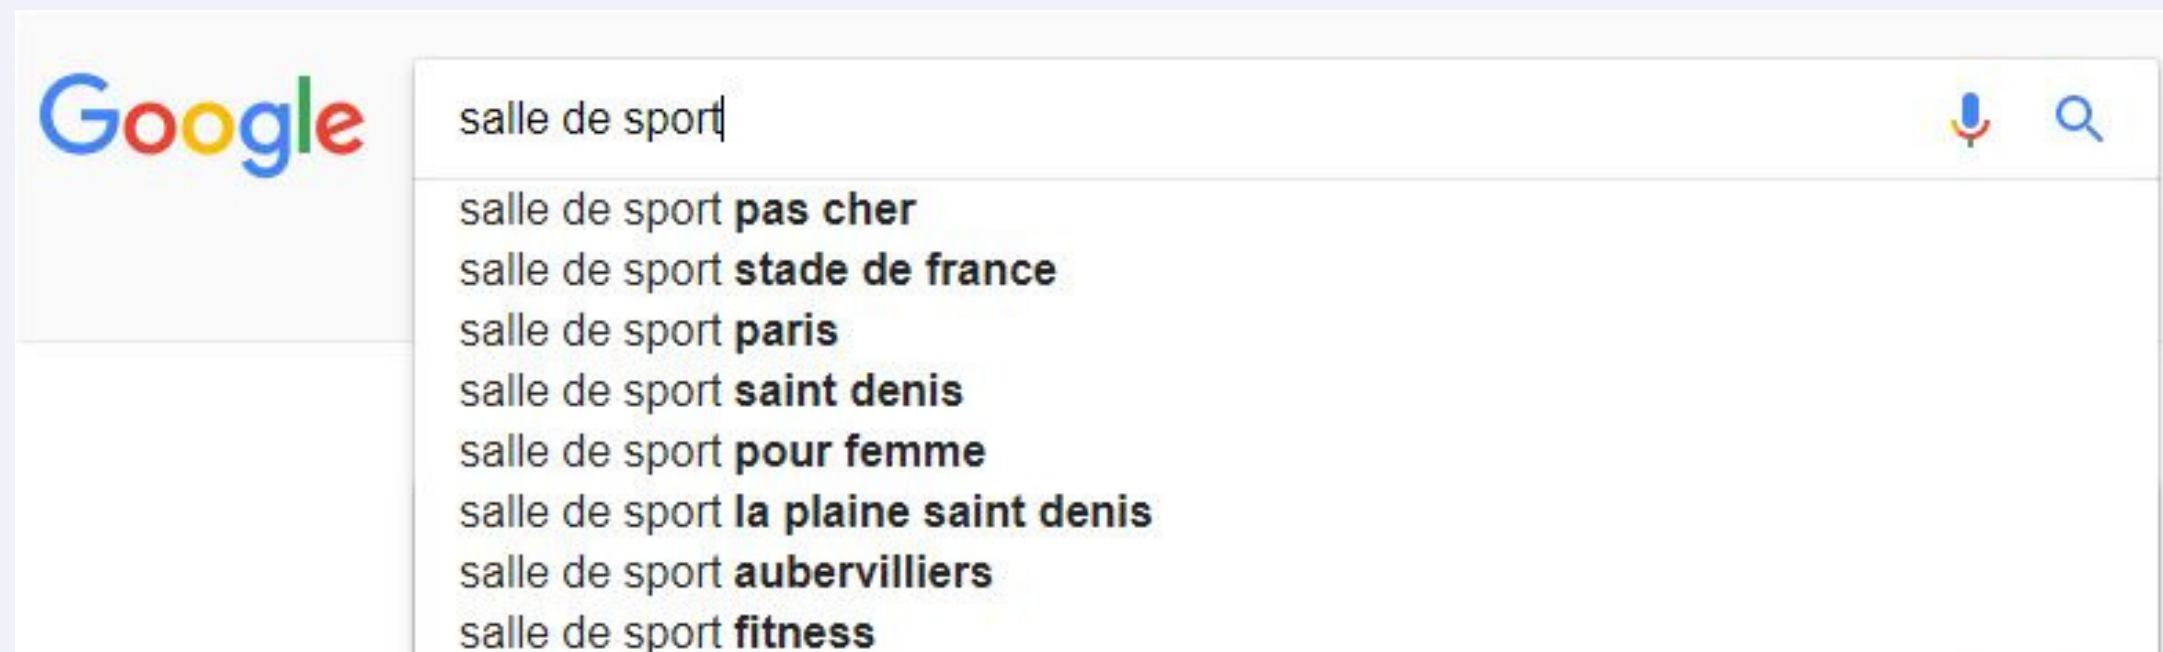 Google
salle de sport
salle de sport pas cher
salle de sport stade de france
salle de sport paris
salle de sport saint denis
salle de sport pour femme
salle de sport la plaine saint denis
salle de sport aubervilliers
salle de sport fitness